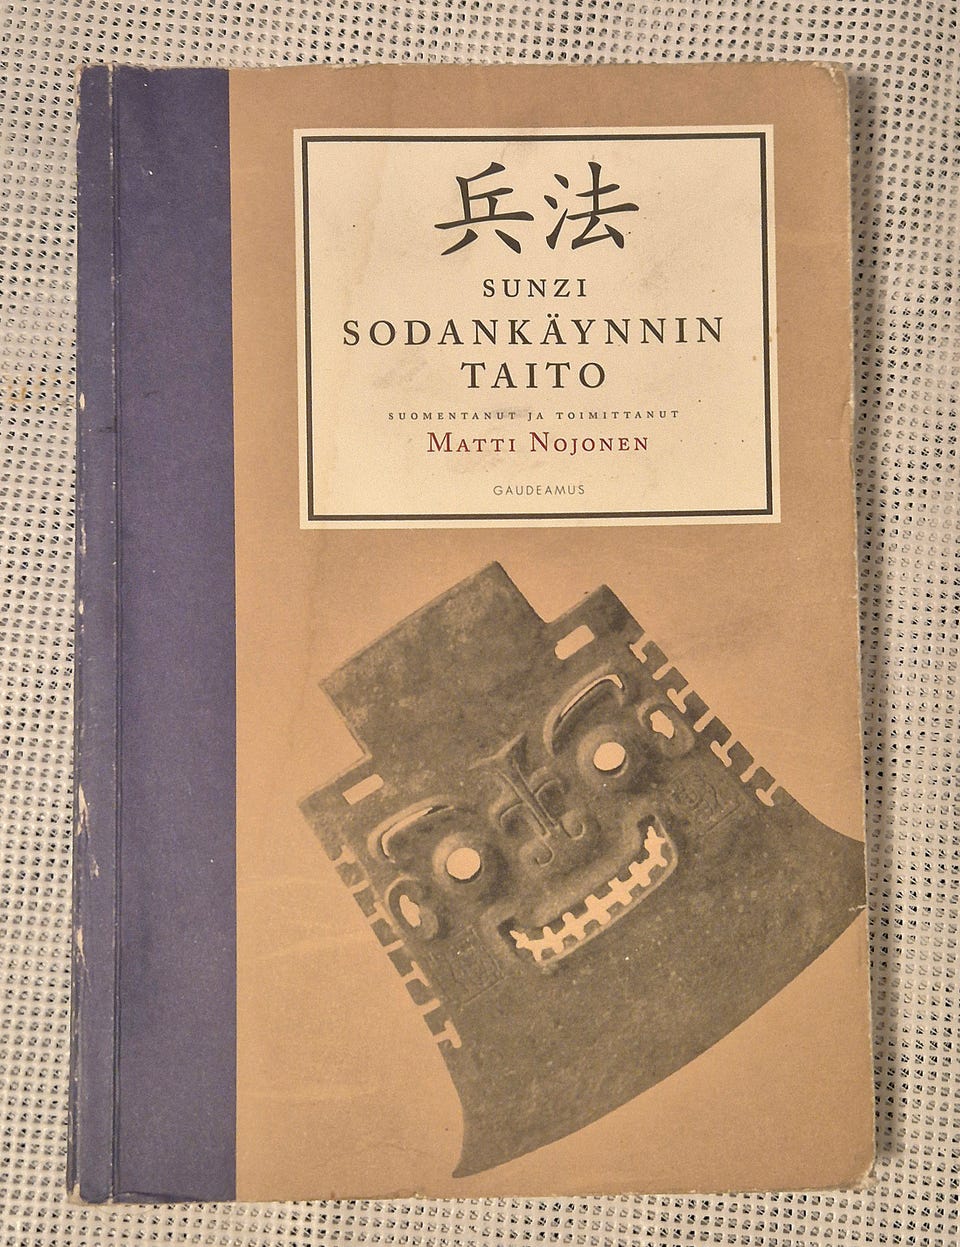 兵法
SUNZI
SODANKÄYNNIN
TAITO
SUOMENTANUT JA TOIMITTANUT
MATTI NOJONEN
GAUDEAMUS